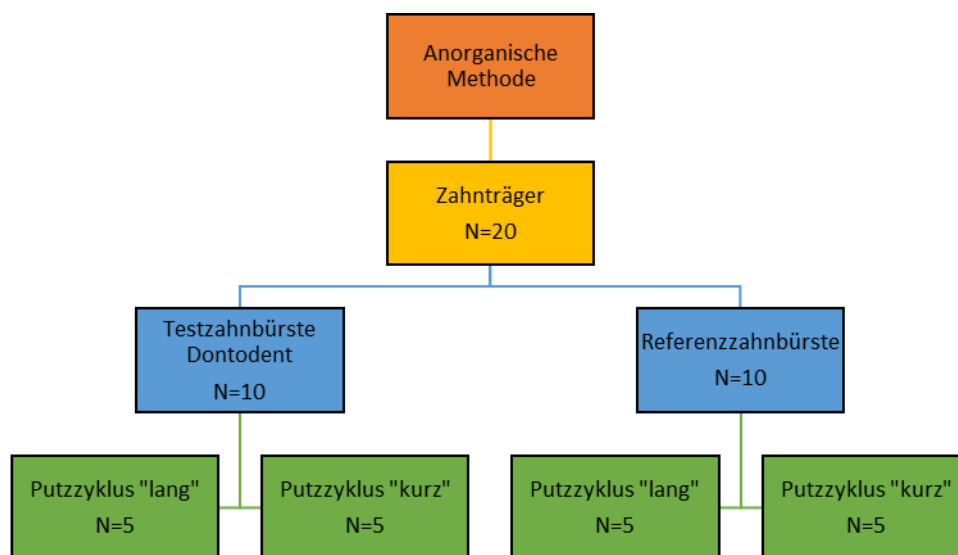 Anorganische
Methode
Zahnträger
N=20
Testzahnbürste
Dontodent
N=10
Referenzzahnbürste
N=10
Putzzyklus "lang"
N=5
Putzzyklus "kurz"
N=5
Putzzyklus "lang"
N=5
Putzzyklus "kurz"
N=5